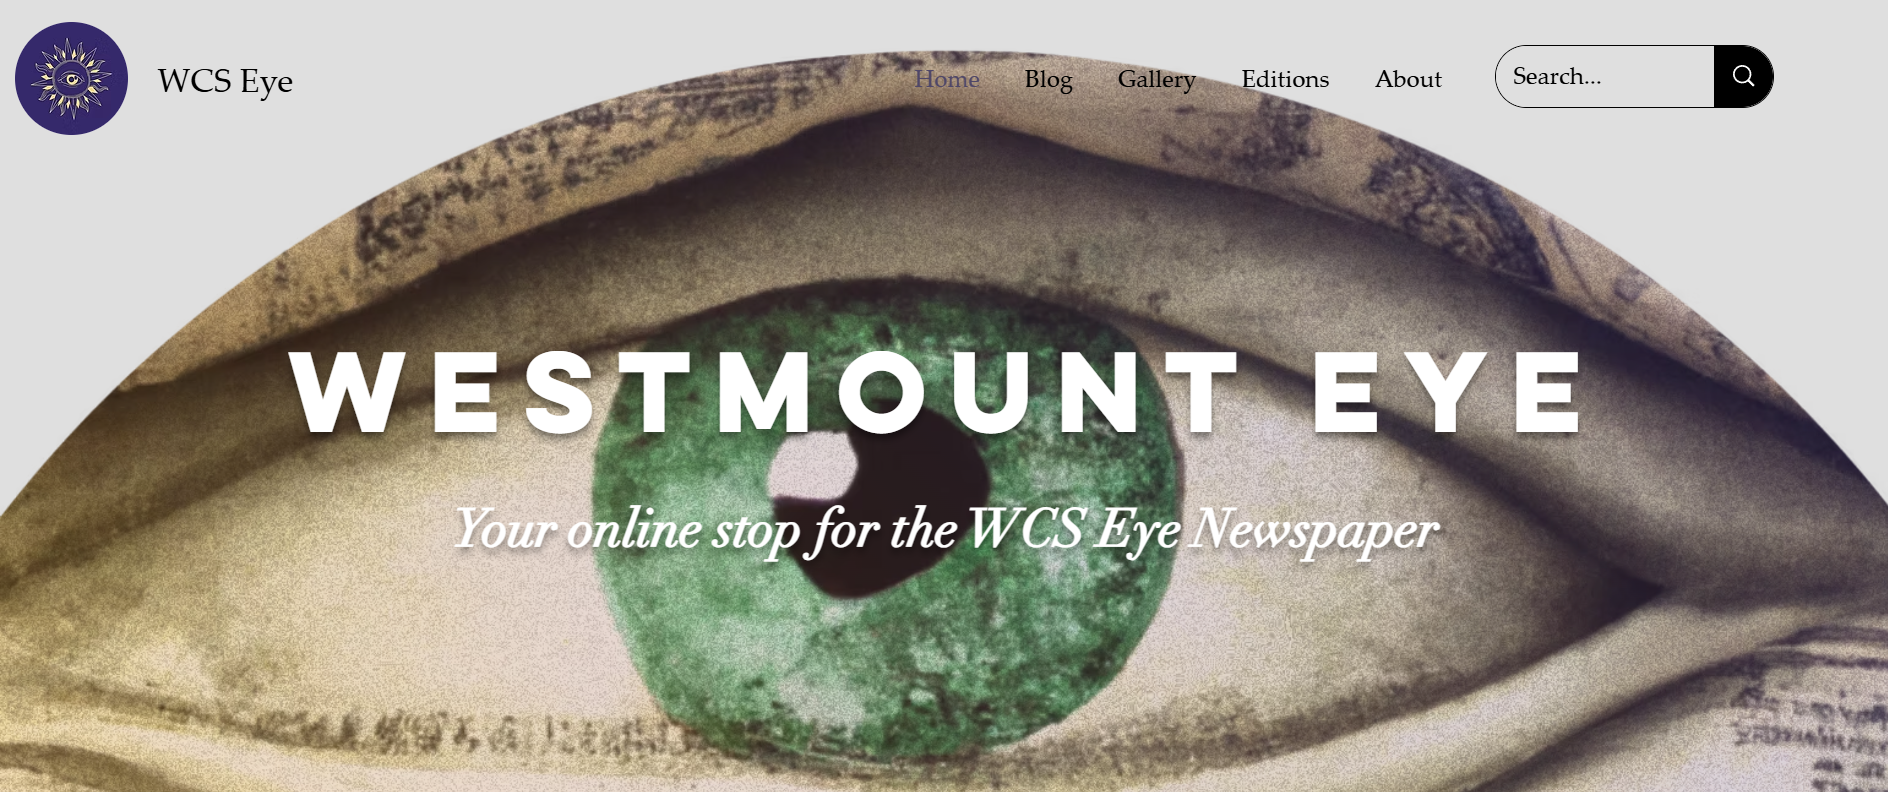 WCS Eye
Home Blog Gallery Editions About Search...
WESTMOUNT EYE
Your online stop for the WCS Eye Newspaper